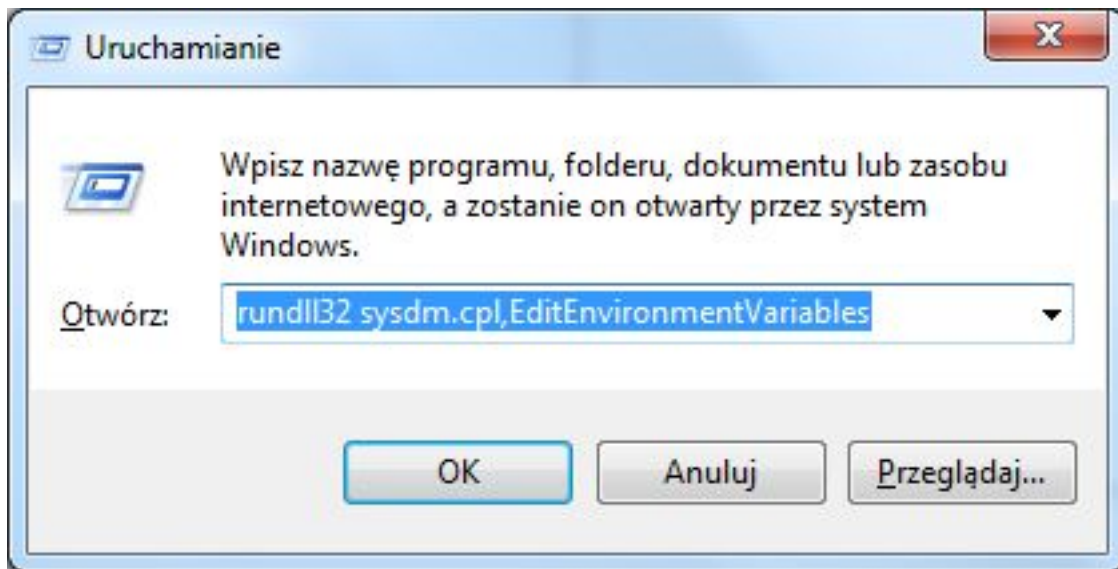 Uruchamianie
Wpisz nazwę programu, folderu, dokumentu lub zasobu
internetowego, a zostanie on otwarty przez system
Windows.
Otwórz: rundll32 sysdm.cpl,EditEnvironmentVariables
OK Anuluj Przeglądaj...